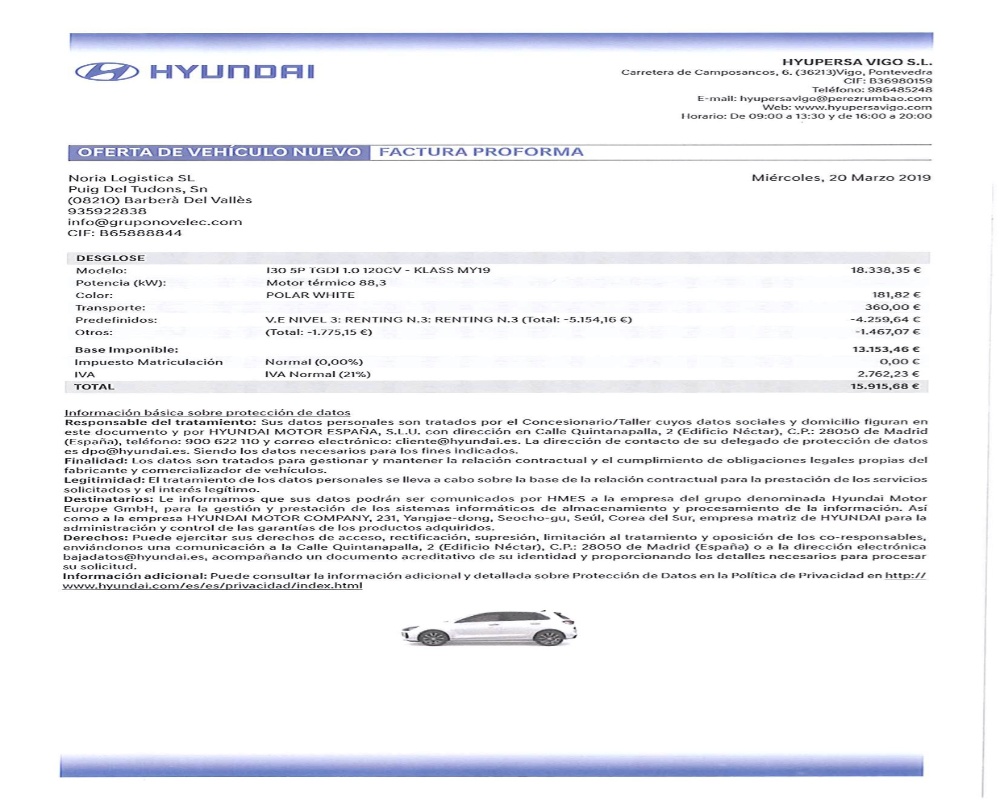 HYUNDAI
HYUPERSA VIGO S.L.
Carretera de Camposancos, 6. (36213)Vigo, Pontevedra
CIF: B36980159
Teléfono: 986485248
E-mail: hyupersavigo@perezrumbao.com
Web: www.hyupersavigo.com
Horario: De 09:00 a 13:30 y de 16:00 a 20:00
OFERTA DE VEHÍCULO NUEVO FACTURA PROFORMA
Noria Logistica SL
Miércoles, 20 Marzo 2019
Puig Del Tudons, Sn
(08210) Barberà Del Vallès
935922838
info@gruponovelec.com
CIF: B65888844
DESGLOSE
Modelo: I30 5P TGDI 1.0 120CV - KLASS MY19 18.338,35 €
Potencia (kW): Motor térmico 88,3
Color: POLAR WHITE 181,82 €
Transporte: 360,00 €
Predefinidos: V.E NIVEL 3: RENTING N.3: RENTING N.3 (Total: -5.154,16 €) -4.259,64 €
Otros: (Total: -1.775,15 €) -1.467,07 €
Base Imponible: 13.153,46 €
Impuesto Matriculación Normal (0,00%) 0,00 €
IVA IVA Normal (21%) 2.762,23 €
TOTAL 15.915,68 €
Información básica sobre protección de datos
Responsable del tratamiento: Sus datos personales son tratados por el Concesionario/Taller cuyos datos sociales y domicilio figuran en
este documento y por HYUNDAI MOTOR ESPAÑA, S.L.U. con dirección en Calle Quintanapalla, 2 (Edificio Néctar), C.P.: 28050 de Madrid
(España), teléfono: 900 622 110 y correo electrónico: cliente@hyundai.es. La dirección de contacto de su delegado de protección de datos
es dpo@hyundai.es. Siendo los datos necesarios para los fines indicados.
Finalidad: Los datos son tratados para gestionar y mantener la relación contractual y el cumplimiento de obligaciones legales propias del
fabricante y comercializador de vehículos.
Legitimidad: El tratamiento de los datos personales se lleva a cabo sobre la base de la relación contractual para la prestación de los servicios
solicitados y el interés legítimo.
Destinatarios: Le informamos que sus datos podrán ser comunicados por HMES a la empresa del grupo denominada Hyundai Motor
Europe GmbH, para la gestión y prestación de los sistemas informáticos de almacenamiento y procesamiento de la información. Así
como a la empresa HYUNDAI MOTOR COMPANY, 231, Yangjae-dong, Seocho-gu, Seúl, Corea del Sur, empresa matriz de HYUNDAI para la
administración y control de las garantías de los productos adquiridos.
Derechos: Puede ejercitar sus derechos de acceso, rectificación, supresión, limitación al tratamiento y oposición de los co-responsables,
enviándonos una comunicación a la Calle Quintanapalla, 2 (Edificio Néctar), C.P.: 28050 de Madrid (España) o a la dirección electrónica
bajadatos@hyundai.es, acompañando un documento acreditativo de su identidad y proporcionando los detalles necesarios para procesar
su solicitud.
Información adicional: Puede consultar la información adicional y detallada sobre Protección de Datos en la Política de Privacidad en http://
www.hyundai.com/es/es/privacidad/index.html